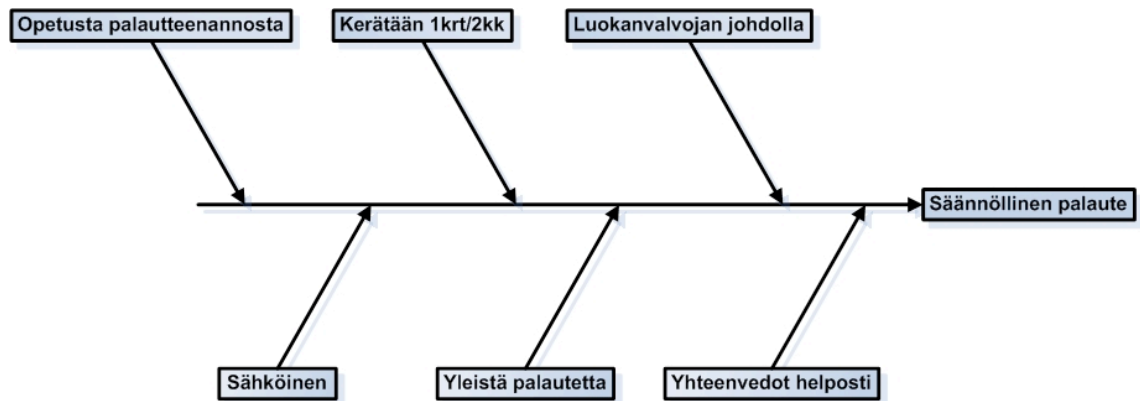 Opetusta palautteenannosta
Kerätään 1krt/2kk
Luokanvalvojan johdolla
Säännöllinen palaute
Sähköinen
Yleistä palautetta
Yhteenvedot helposti